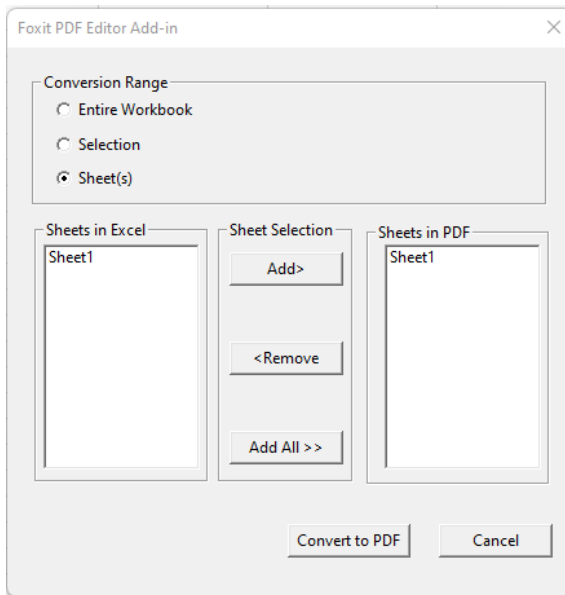 Foxit PDF Editor Add-in
Conversion Range
Entire Workbook
Selection
Sheet(s)
Sheets in Excel
Sheet1
Sheet Selection
Add>
<Remove
Add All >>
Sheets in PDF
Sheet1
Convert to PDF
Cancel